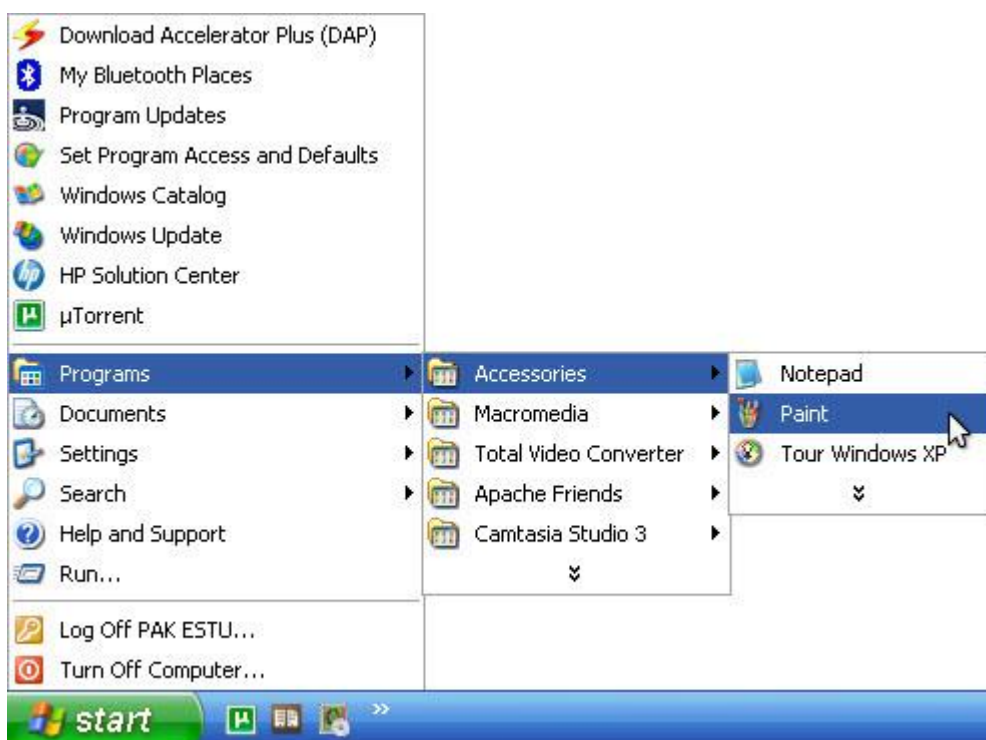 Download Accelerator Plus (DAP)
My Bluetooth Places
Program Updates
Set Program Access and Defaults
Windows Catalog
Windows Update
HP Solution Center
µTorrent
Programs
Documents
Settings
Search
Help and Support
Run...
Log Off PAK ESTU...
Turn Off Computer...
Accessories
Macromedia
Total Video Converter
Apache Friends
Camtasia Studio 3
Notepad
Paint
Tour Windows XP
start